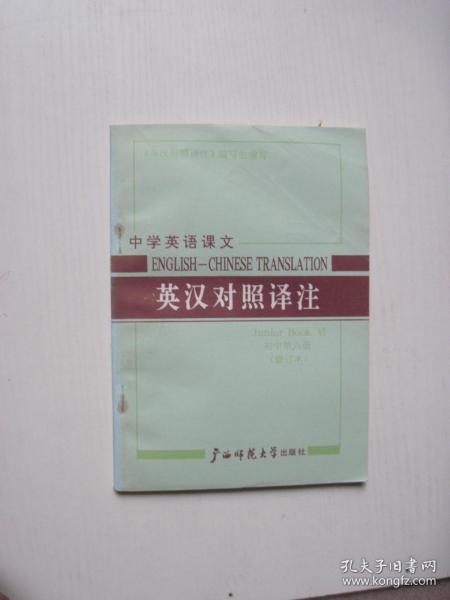 《英汉对照译注》编写组编写
中学英语课文
ENGLISH—CHINESE TRANSLATION
英汉对照译注
Junior Book VI
初中第六册
（修订本）
广西师范大学出版社
孔夫子旧书网
www.kongfz.com